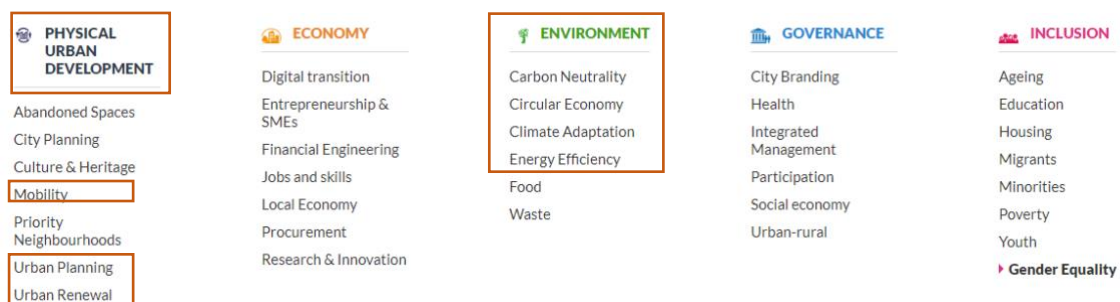 PHYSICAL
URBAN
DEVELOPMENT
Abandoned Spaces
City Planning
Culture & Heritage
Mobility
Priority
Neighbourhoods
Urban Planning
Urban Renewal
ECONOMY
Digital transition
Entrepreneurship &
SMEs
Financial Engineering
Jobs and skills
Local Economy
Procurement
Research & Innovation
ENVIRONMENT
Carbon Neutrality
Circular Economy
Climate Adaptation
Energy Efficiency
Food
Waste
GOVERNANCE
City Branding
Health
Integrated
Management
Participation
Social economy
Urban-rural
INCLUSION
Ageing
Education
Housing
Migrants
Minorities
Poverty
Youth
Gender Equality